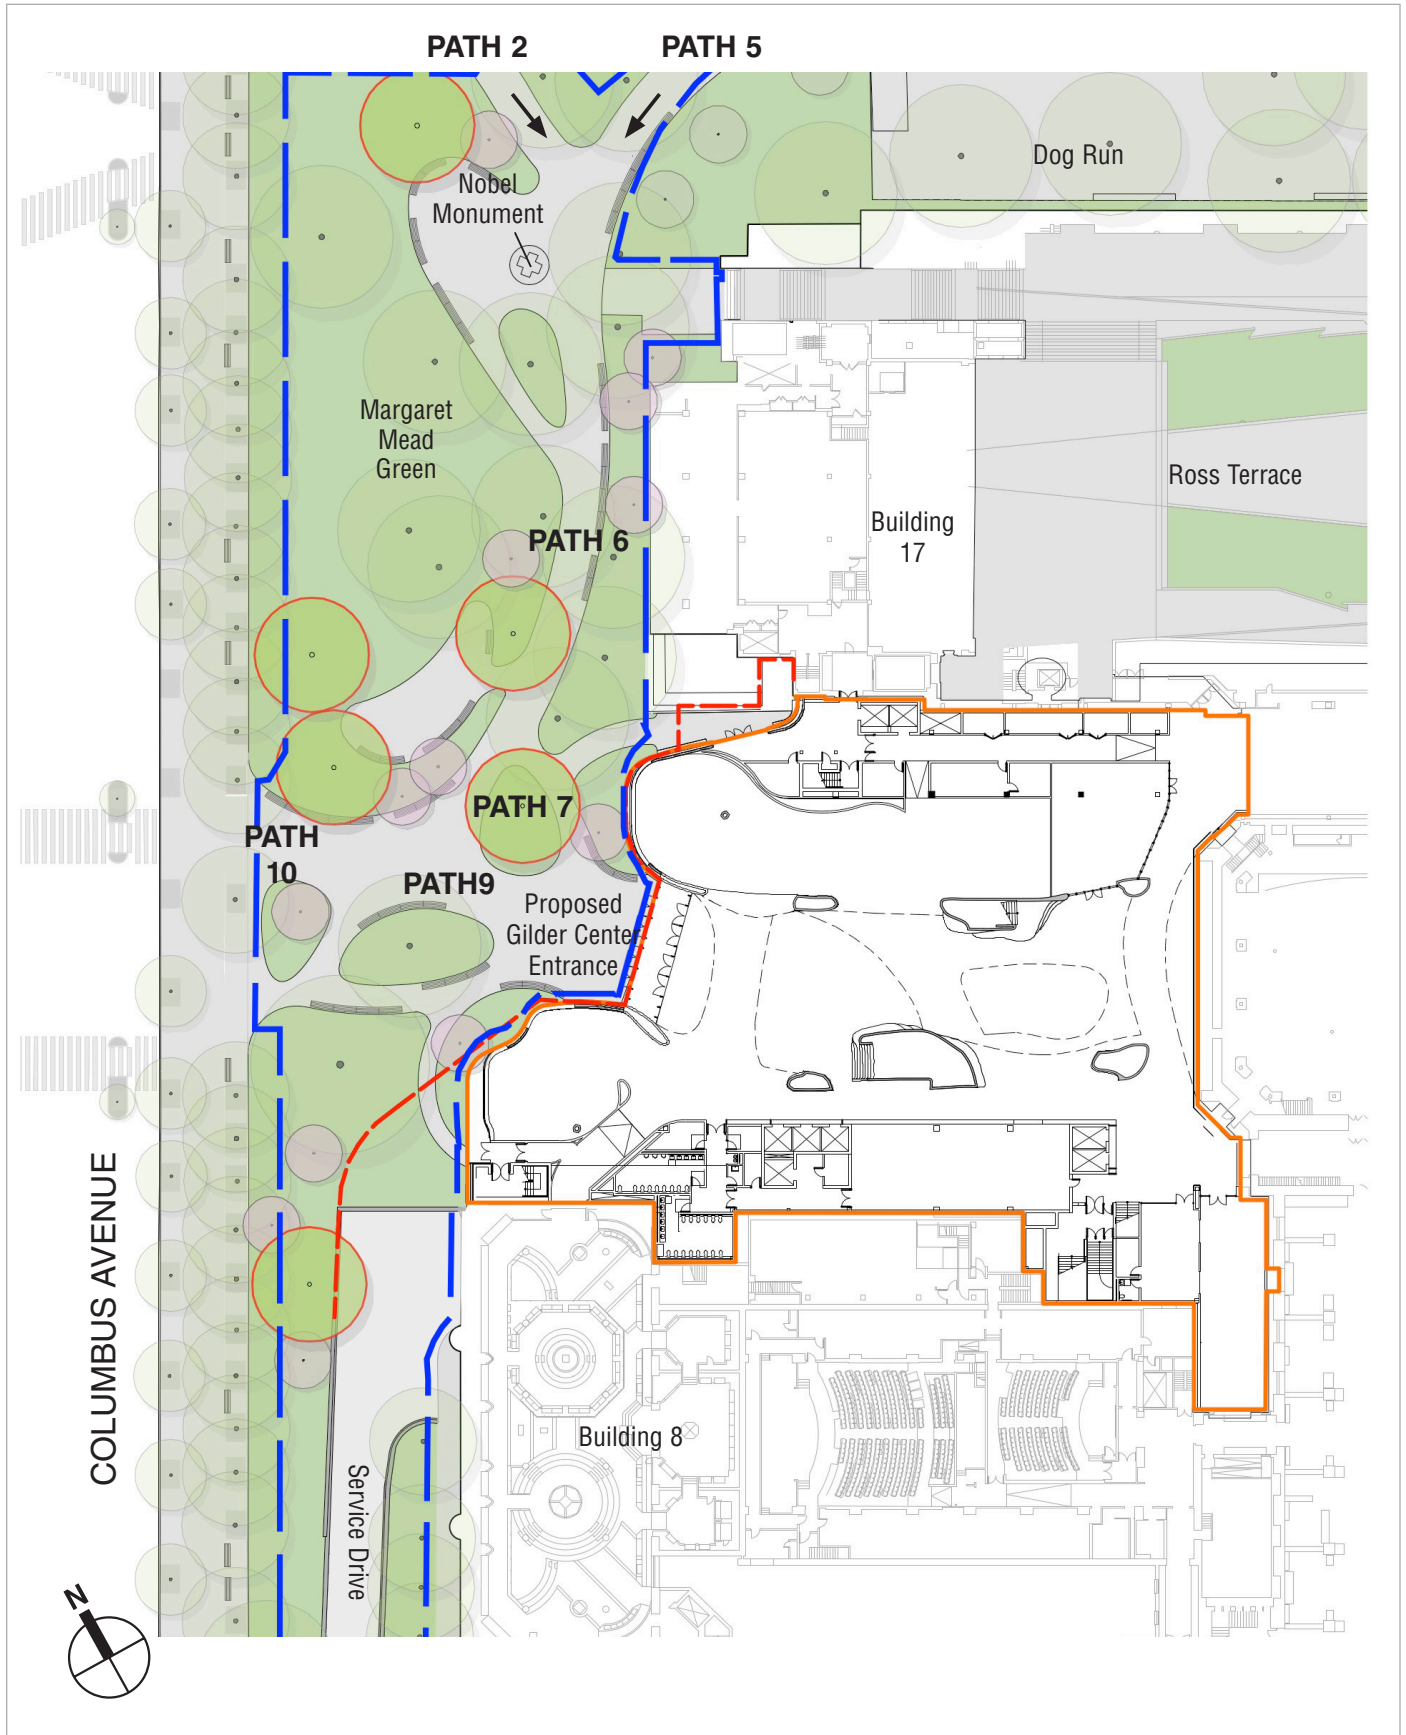 PATH 2
PATH 5
Dog Run
Nobel
Monument
Margaret
Mead
Green
Ross Terrace
Building
17
PATH 6
PATH 7
PATH
10
PATH9
Proposed
Gilder Center
Entrance
COLUMBUS AVENUE
Building 8
Service Drive
N